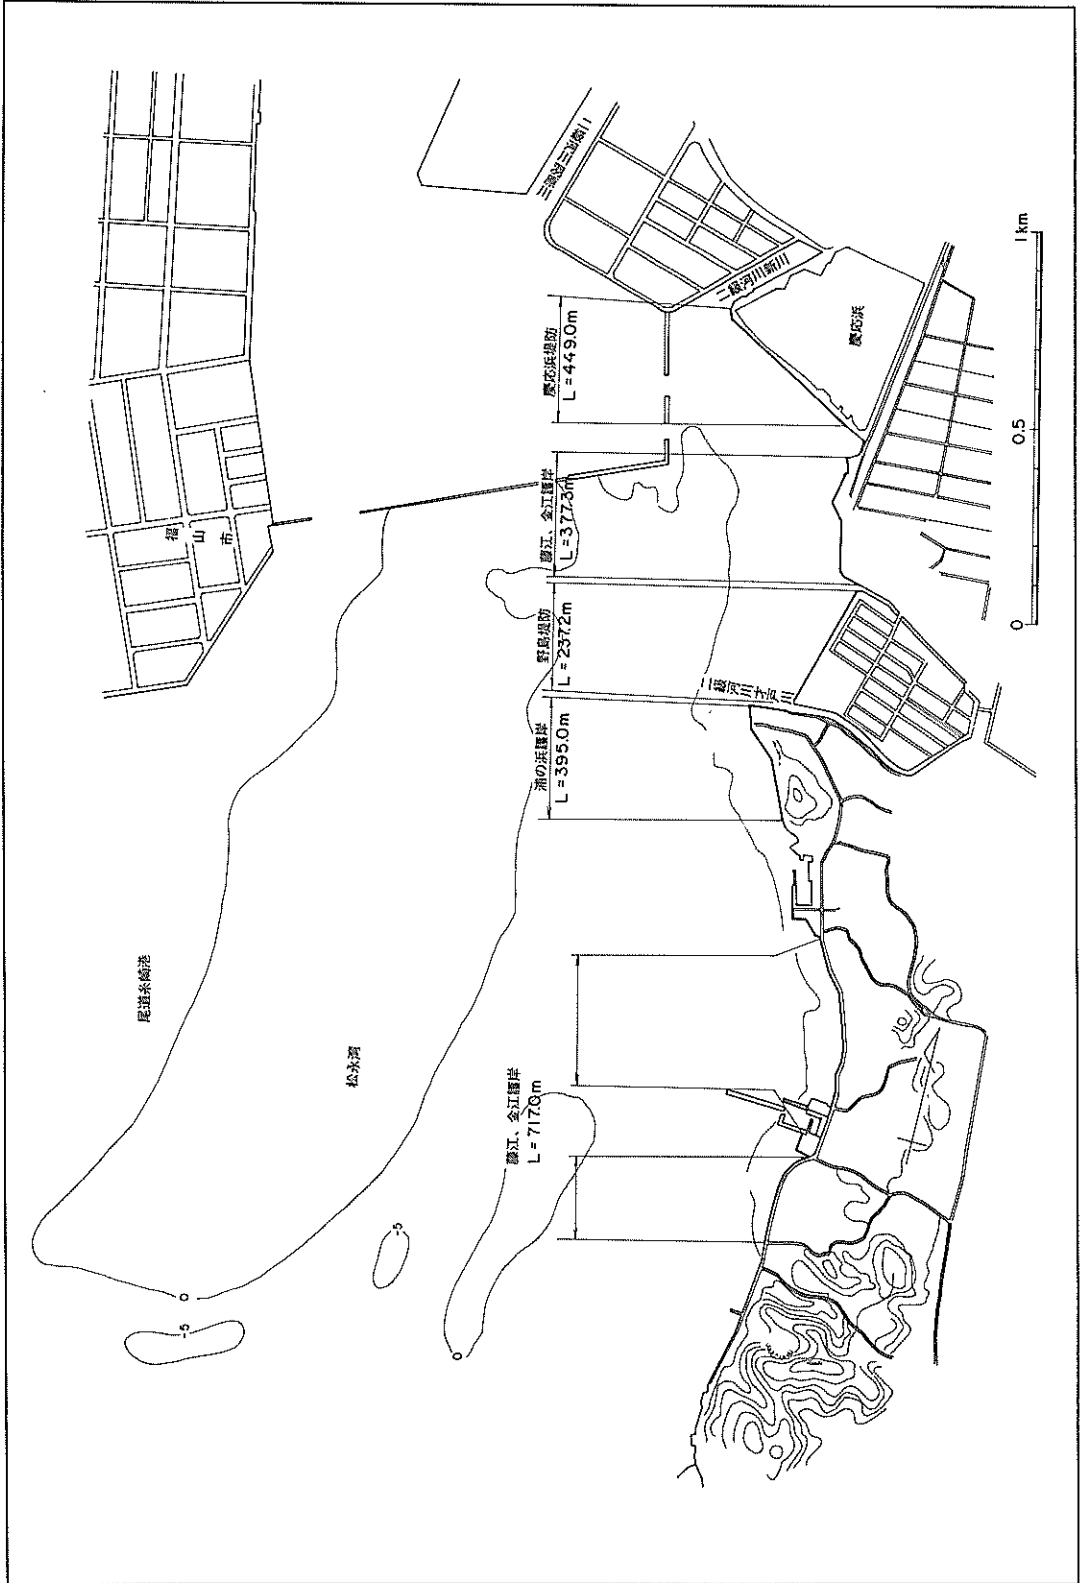 尾道糸崎港
松永湾
福山市
-5
-5
0
0
藤江、金江護岸
L=717.0m
浦の浜護岸
L=395.0m
野島堤防
L=237.2m
藤江、金江護岸
L=377.3m
慶応浜堤防
L=449.0m
二級河川才戸川
二級河川新川
慶応浜
0
0.5
1km